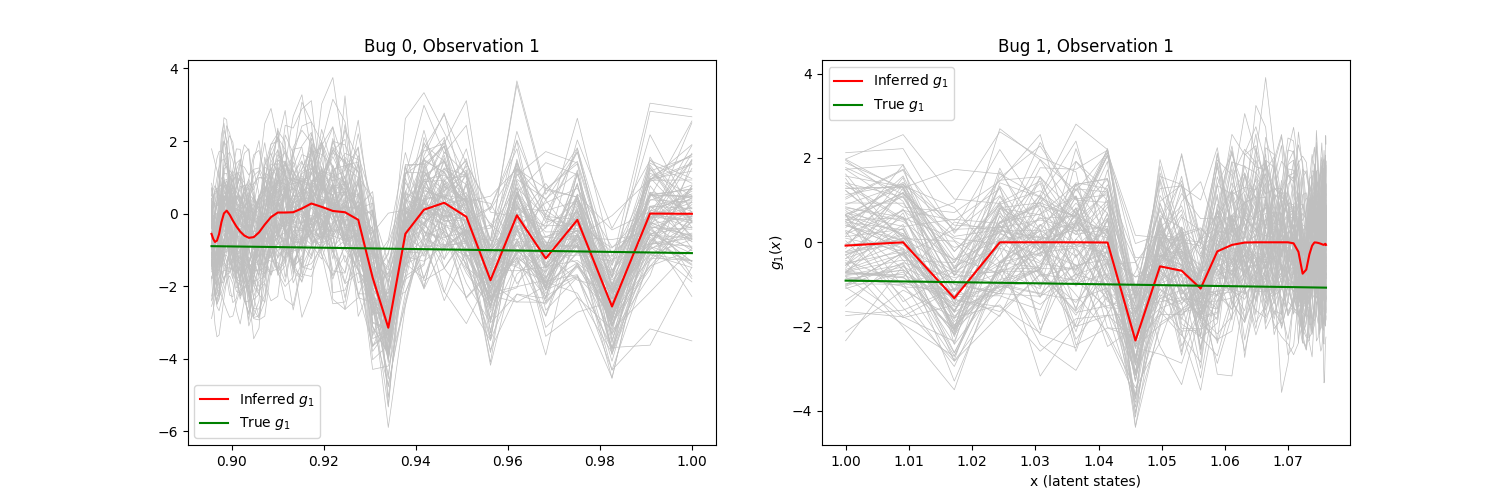 Bug 0, Observation 1
4
2
0
−2
−4
−6
0.90 0.92 0.94 0.96 0.98 1.00
Inferred g₁
True g₁
Bug 1, Observation 1
Inferred g₁
True g₁
g₁(x)
4
2
0
−2
−4
1.00 1.01 1.02 1.03 1.04 1.05 1.06 1.07
x (latent states)